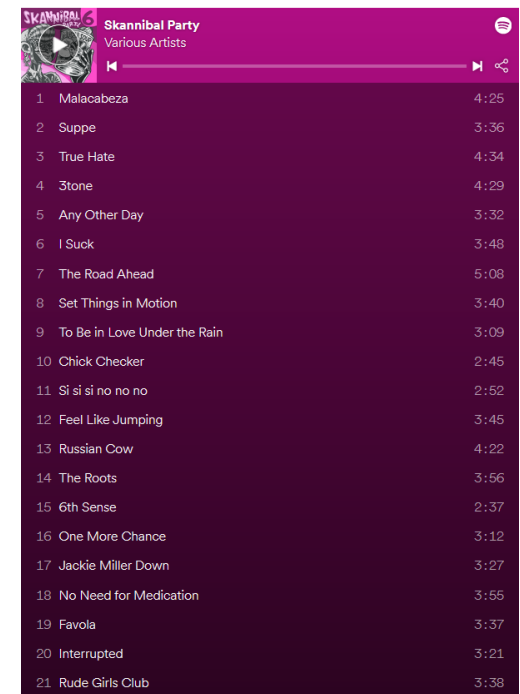 SKANNIBAL 6
PARTY
Skannibal Party
Various Artists
1 Malacabeza 4:25
2 Suppe 3:36
3 True Hate 4:34
4 3tone 4:29
5 Any Other Day 3:32
6 I Suck 3:48
7 The Road Ahead 5:08
8 Set Things in Motion 3:40
9 To Be in Love Under the Rain 3:09
10 Chick Checker 2:45
11 Si si si no no no 2:52
12 Feel Like Jumping 3:45
13 Russian Cow 4:22
14 The Roots 3:56
15 6th Sense 2:37
16 One More Chance 3:12
17 Jackie Miller Down 3:27
18 No Need for Medication 3:55
19 Favola 3:37
20 Interrupted 3:21
21 Rude Girls Club 3:38